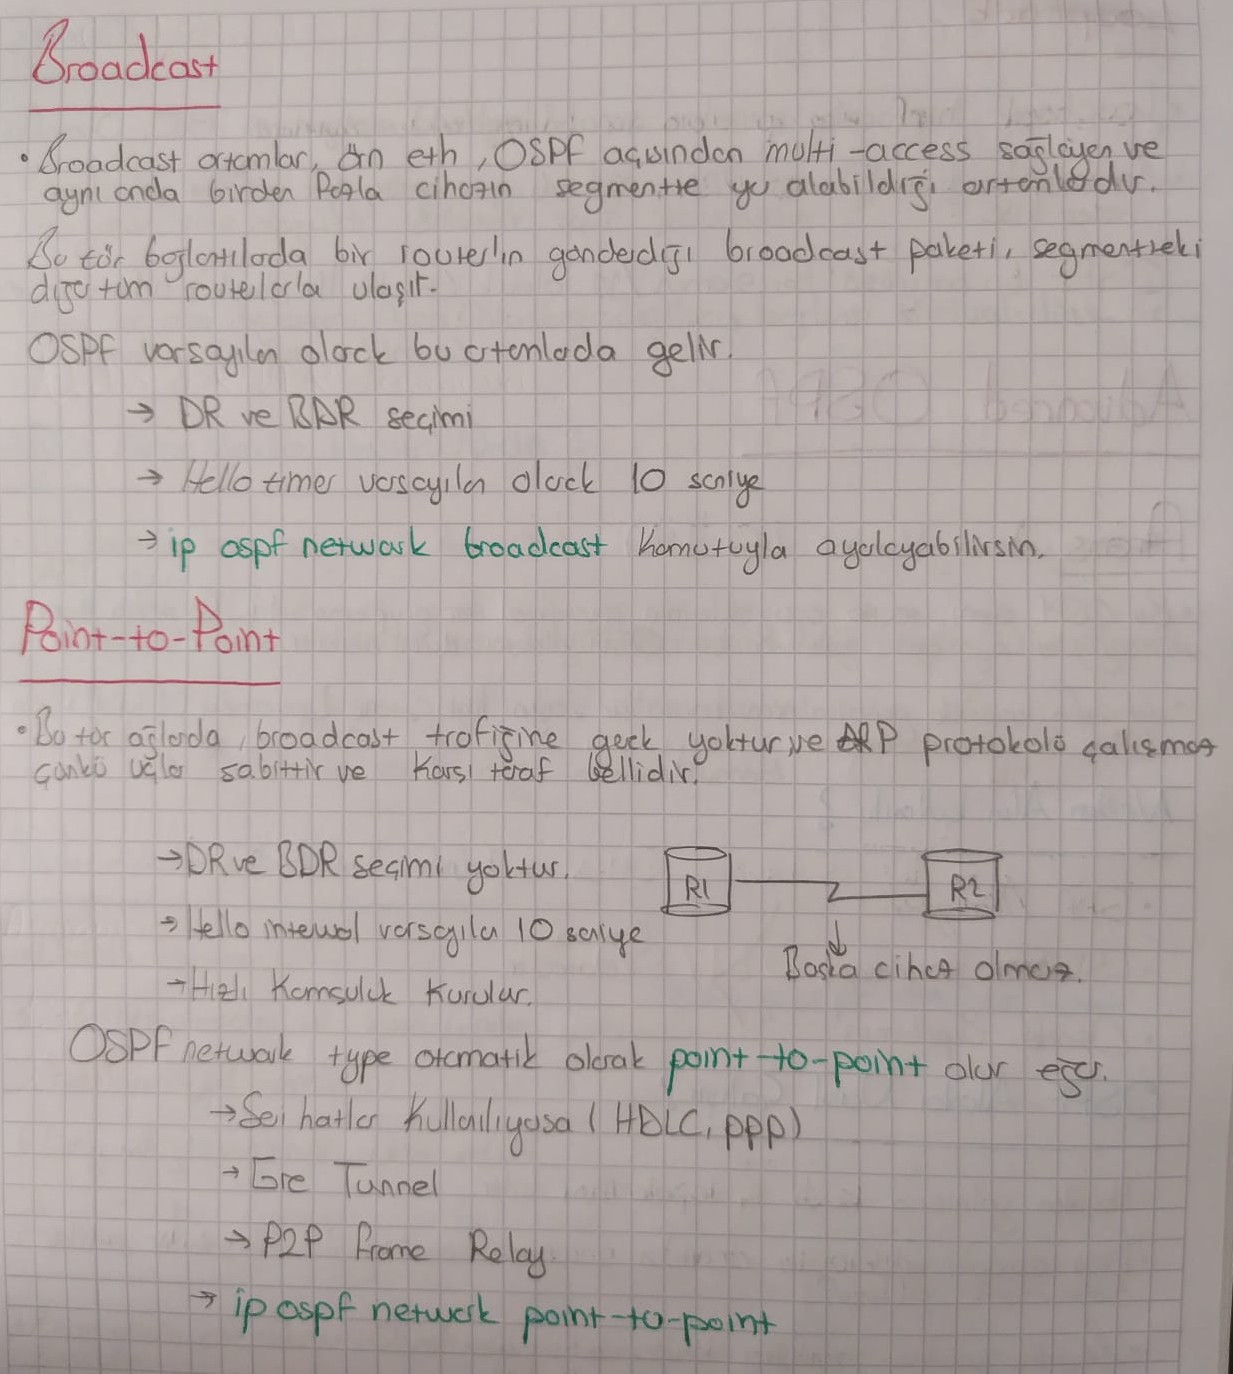 Broadcast
• Broadcast ortamlar, örn eth, OSPF açısından multi-access sağlayan ve
aynı anda birden fazla cihazın segmentte yer alabildiği ortamlardır.
Bu tür bağlantılarda bir router'ın gönderdiği broadcast paketi, segmentteki
diğer tüm routerlarla ulaşır.
OSPF varsayılan olarak bu ortamlarda gelir.
→ DR ve BDR seçimi
→ Hello timer varsayılan olarak 10 saniye
→ ip ospf network broadcast komutuyla ayarlayabilirsin.
Point-to-Point
• Bu tür ağlarda, broadcast trafiğine gerek yoktur ve ARP protokolü çalışmaz
çünkü uçlar sabittir ve karşı taraf bellidir.
→ DR ve BDR seçimi yoktur.
R1 R2
→ Hello interval varsayılan 10 saniye
Başka cihaz olmaz.
→ Hızlı Komşuluk Kurulur.
OSPF network type otomatik olarak point-to-point olur eğer.
→ Seri hatlar kullanılıyosa (HDLC, ppp)
→ Gre Tunnel
→ P2P frame Relay
→ ip ospf network point-to-point